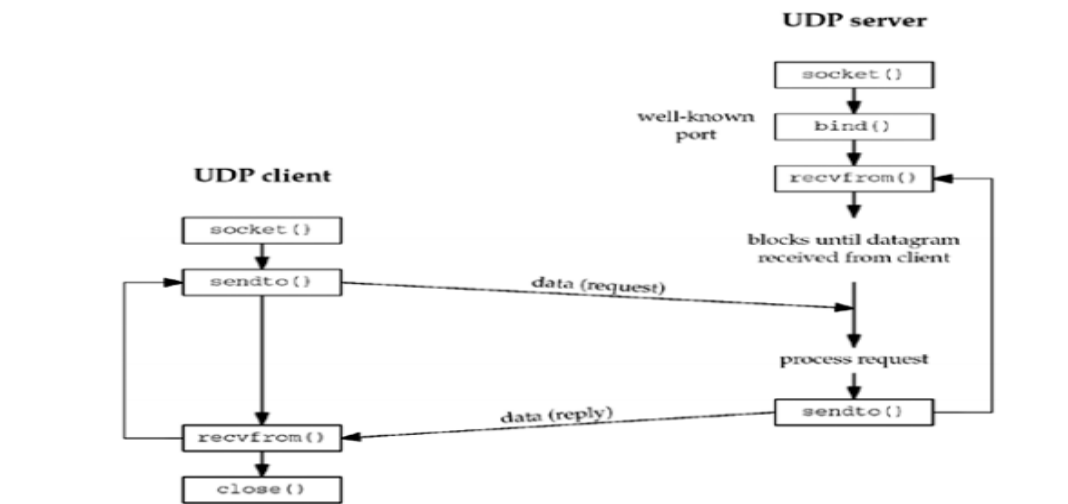 UDP server
socket()
well-known
port
bind()
recvfrom()
UDP client
blocks until datagram
received from client
socket()
sendto()
data (request)
process request
data (reply)
sendto()
recvfrom()
close()